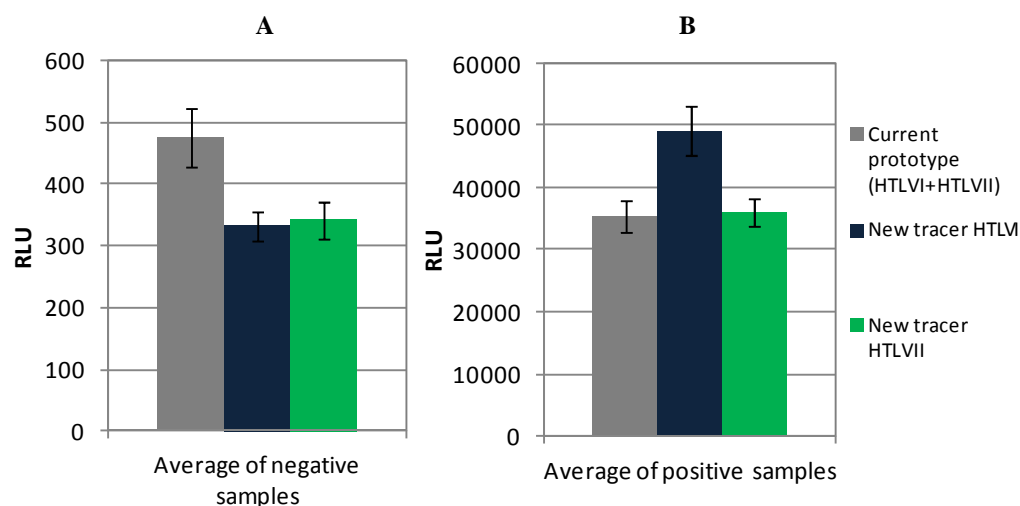 A
600
500
400
300
200
100
0
RLU
Average of negative
samples
B
60000
50000
40000
30000
20000
10000
0
RLU
Average of positive samples
Current
prototype
(HTLVI+HTLVII)
New tracer HTLVI
New tracer
HTLVII